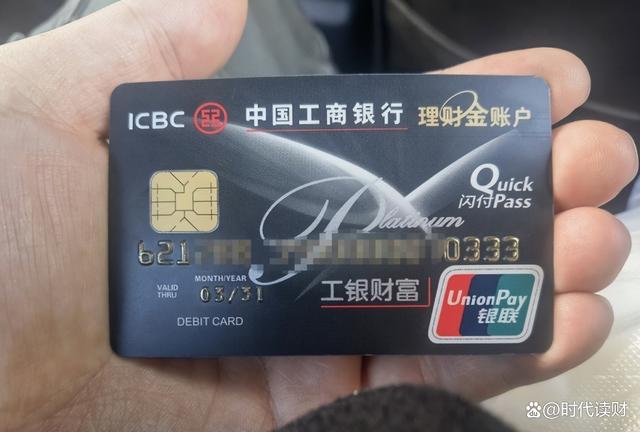 ICBC 中国工商银行 理财金账户
Quick
闪付Pass
Platinum
621 0333
MONTH/YEAR
VALID THRU 03/31
工银财富
DEBIT CARD
UnionPay
银联
@时代读财